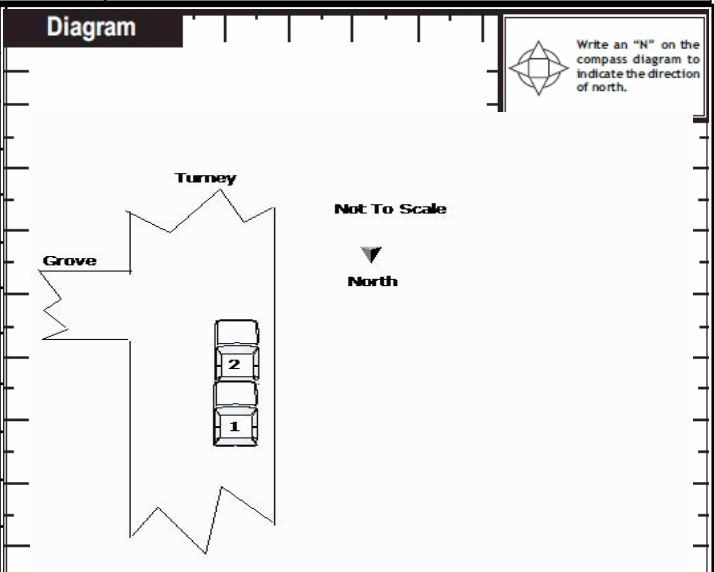 Diagram
Write an “N” on the
compass diagram to
indicate the direction
of north.
Turney
Not To Scale
Grove
North
2
1